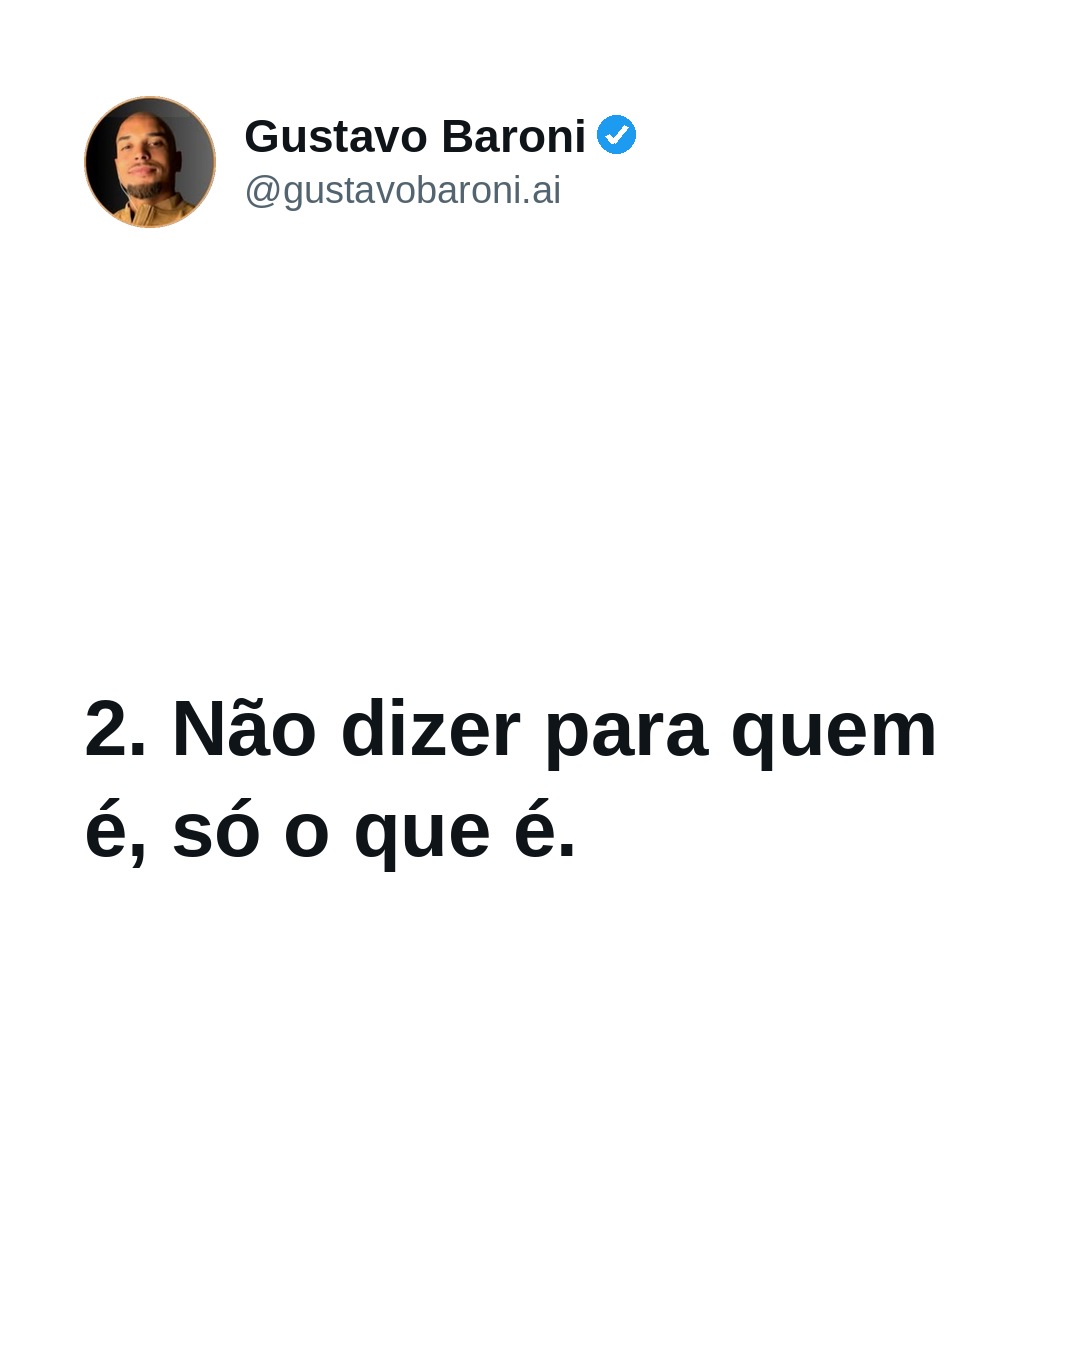 Gustavo Baroni
@gustavobaroni.ai
2. Não dizer para quem
é, só o que é.